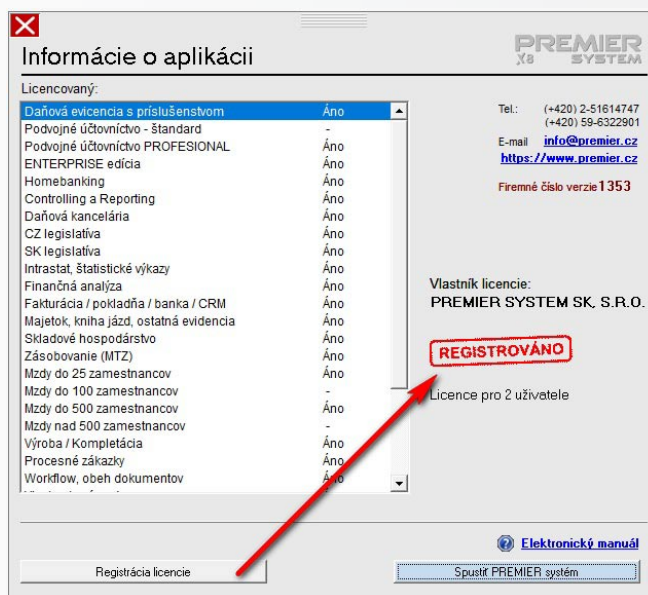 Informácie o aplikácii
PREMIER
X8 SYSTEM
Licencovaný:
Daňová evicencia s príslušenstvom Áno
Podvojné účtovníctvo - štandard -
Podvojné účtovníctvo PROFESIONAL Áno
ENTERPRISE edícia Áno
Homebanking Áno
Controlling a Reporting Áno
Daňová kancelária Áno
CZ legislatíva Áno
SK legislatíva Áno
Intrastat, štatistické výkazy Áno
Finančná analýza Áno
Fakturácia / pokladňa / banka / CRM Áno
Majetok, kniha jázd, ostatná evidencia Áno
Skladové hospodárstvo Áno
Zásobovanie (MTZ) Áno
Mzdy do 25 zamestnancov Áno
Mzdy do 100 zamestnancov -
Mzdy do 500 zamestnancov Áno
Mzdy nad 500 zamestnancov -
Výroba / Kompletácia Áno
Procesné zákazky Áno
Workflow, obeh dokumentov Áno
Tel.: (+420) 2-51614747
(+420) 59-6322901
E-mail info@premier.cz
https://www.premier.cz
Firemné číslo verzie 1353
Vlastník licencie:
PREMIER SYSTEM SK, S.R.O.
REGISTROVÁNO
Licence pro 2 uživatele
Elektronický manuál
Registrácia licencie
Spustiť PREMIER systém